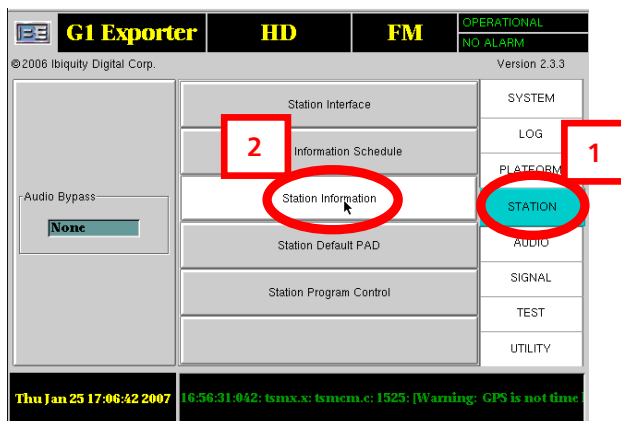 BE G1 Exporter HD FM OPERATIONAL
NO ALARM
©2006 Ibiquity Digital Corp. Version 2.3.3
Station Interface
Information Schedule
Station Information
Station Default PAD
Station Program Control
Audio Bypass
None
SYSTEM
LOG
PLATFORM
STATION
AUDIO
SIGNAL
TEST
UTILITY
2
1
Thu Jan 25 17:06:42 2007 16:56:31:042: tsmx.x: tsmcm.c: 1525: [Warning: GPS is not time